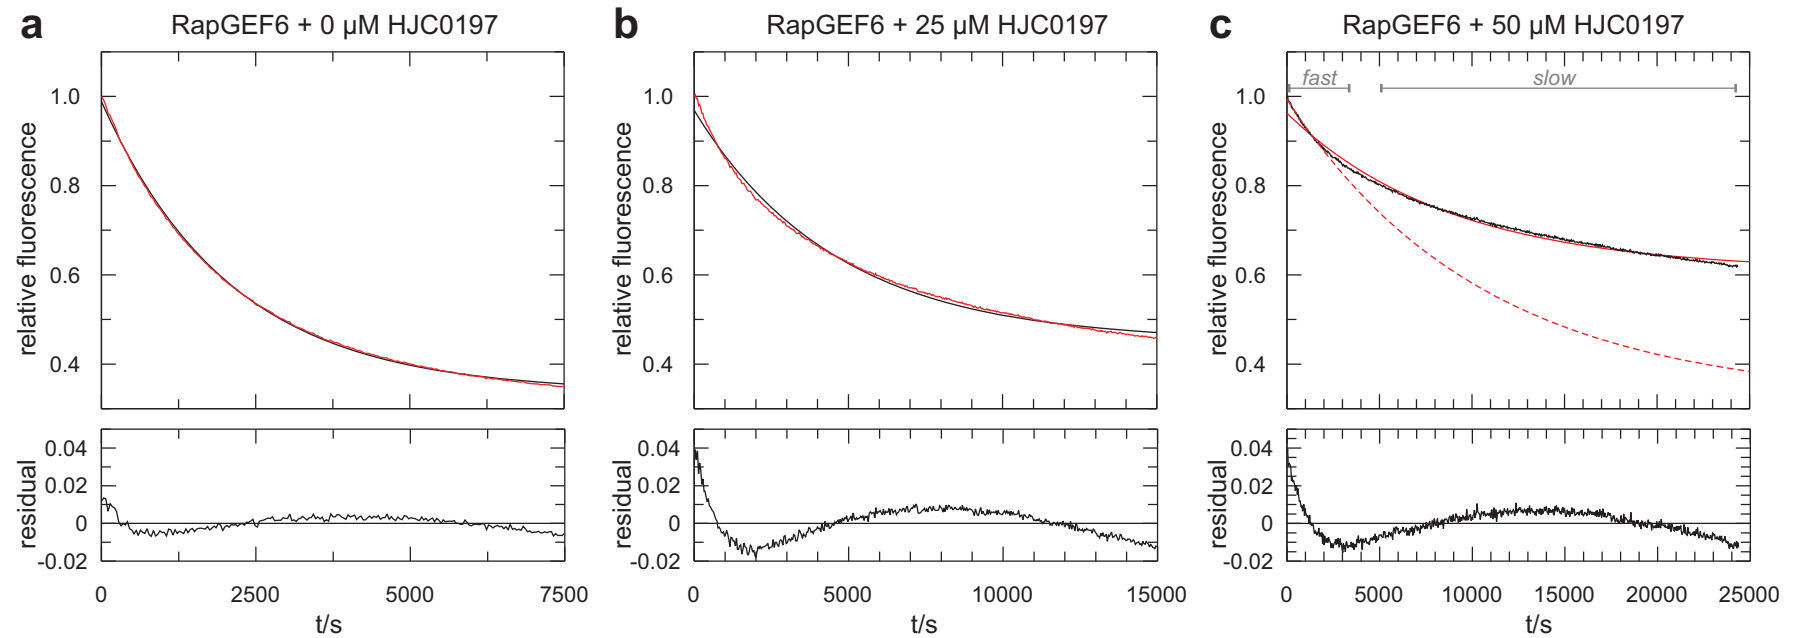 a
RapGEF6 + 0 µM HJC0197
relative fluorescence
1.0
0.8
0.6
0.4
residual
0.04
0.02
0
-0.02
0 2500 5000 7500
t/s
b
RapGEF6 + 25 µM HJC0197
relative fluorescence
1.0
0.8
0.6
0.4
residual
0.04
0.02
0
-0.02
0 5000 10000 15000
t/s
c
RapGEF6 + 50 µM HJC0197
fast slow
relative fluorescence
1.0
0.8
0.6
0.4
residual
0.04
0.02
0
-0.02
0 5000 10000 15000 20000 25000
t/s